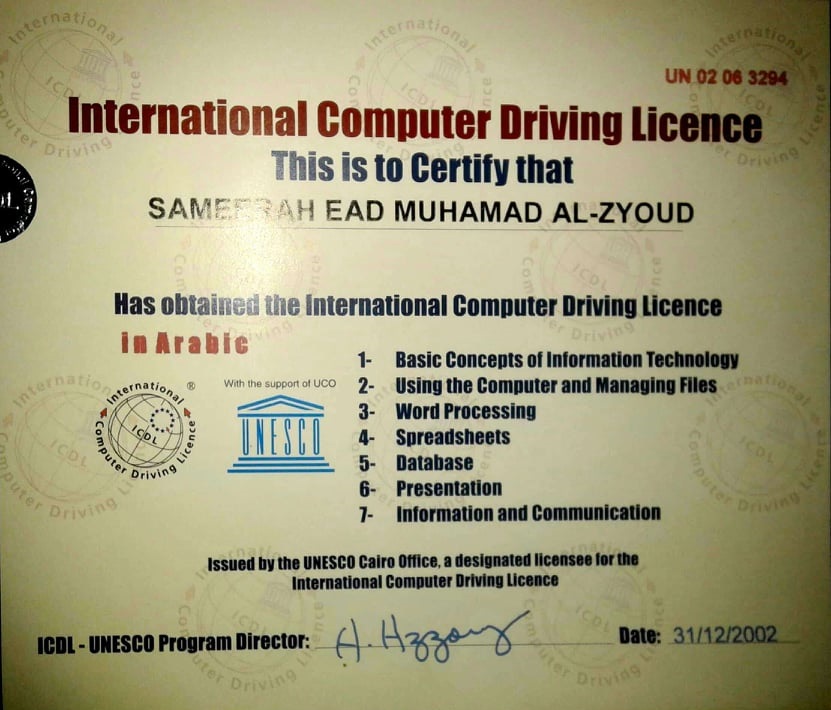 UN 02 06 3294
International Computer Driving Licence
This is to Certify that
EAD MUHAMAD AL-ZYOUD
Has obtained the International Computer Driving Licence
in Arabic
1- Basic Concepts of Information Technology
2- Using the Computer and Managing Files
3- Word Processing
4- Spreadsheets
5- Database
6- Presentation
7- Information and Communication
International
ICDL
Computer Driving Licence
®
With the support of UCO
UNESCO
Issued by the UNESCO Cairo Office, a designated licensee for the
International Computer Driving Licence
ICDL - UNESCO Program Director:
Date: 31/12/2002